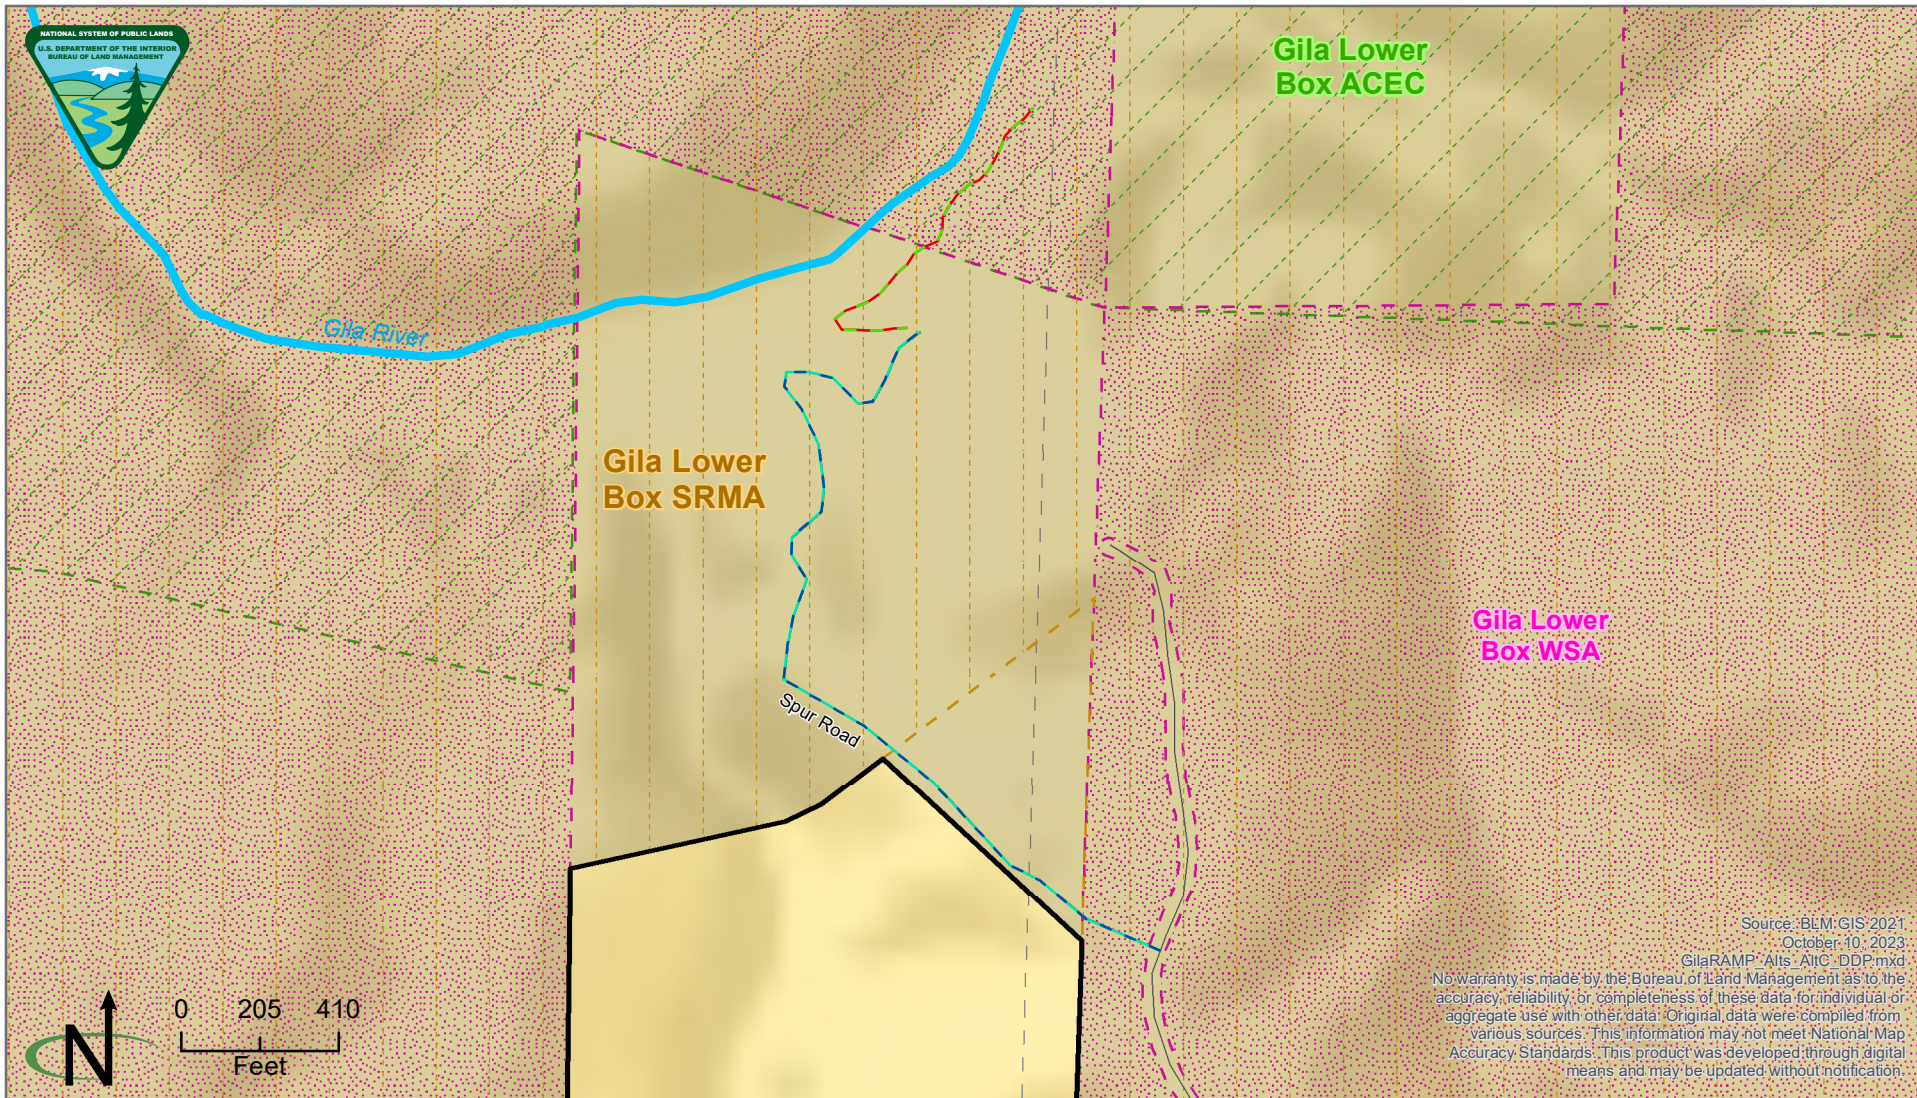 NATIONAL SYSTEM OF PUBLIC LANDS
U.S. DEPARTMENT OF THE INTERIOR
BUREAU OF LAND MANAGEMENT
Gila Lower
Box ACEC
Gila River
Gila Lower
Box SRMA
Gila Lower
Box WSA
Spur Road
0 205 410
Feet
N
Source: BLM GIS 2021
October 10, 2023
GilaRAMP_Alts_AltC_DDP.mxd
No warranty is made by the Bureau of Land Management as to the
accuracy, reliability, or completeness of these data for individual or
aggregate use with other data. Original data were compiled from
various sources. This information may not meet National Map
Accuracy Standards. This product was developed through digital
means and may be updated without notification.